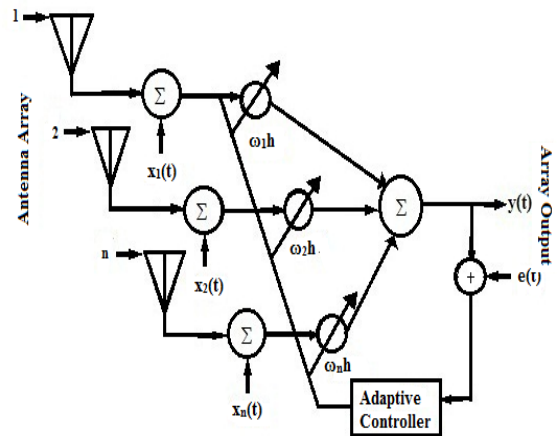 1
Σ
ω1h
2
x1(t)
Antenna Array
Σ
Σ
y(t)
Array Output
ω2h
n
x2(t)
+
e(t)
Σ
ωnh
xn(t)
Adaptive
Controller